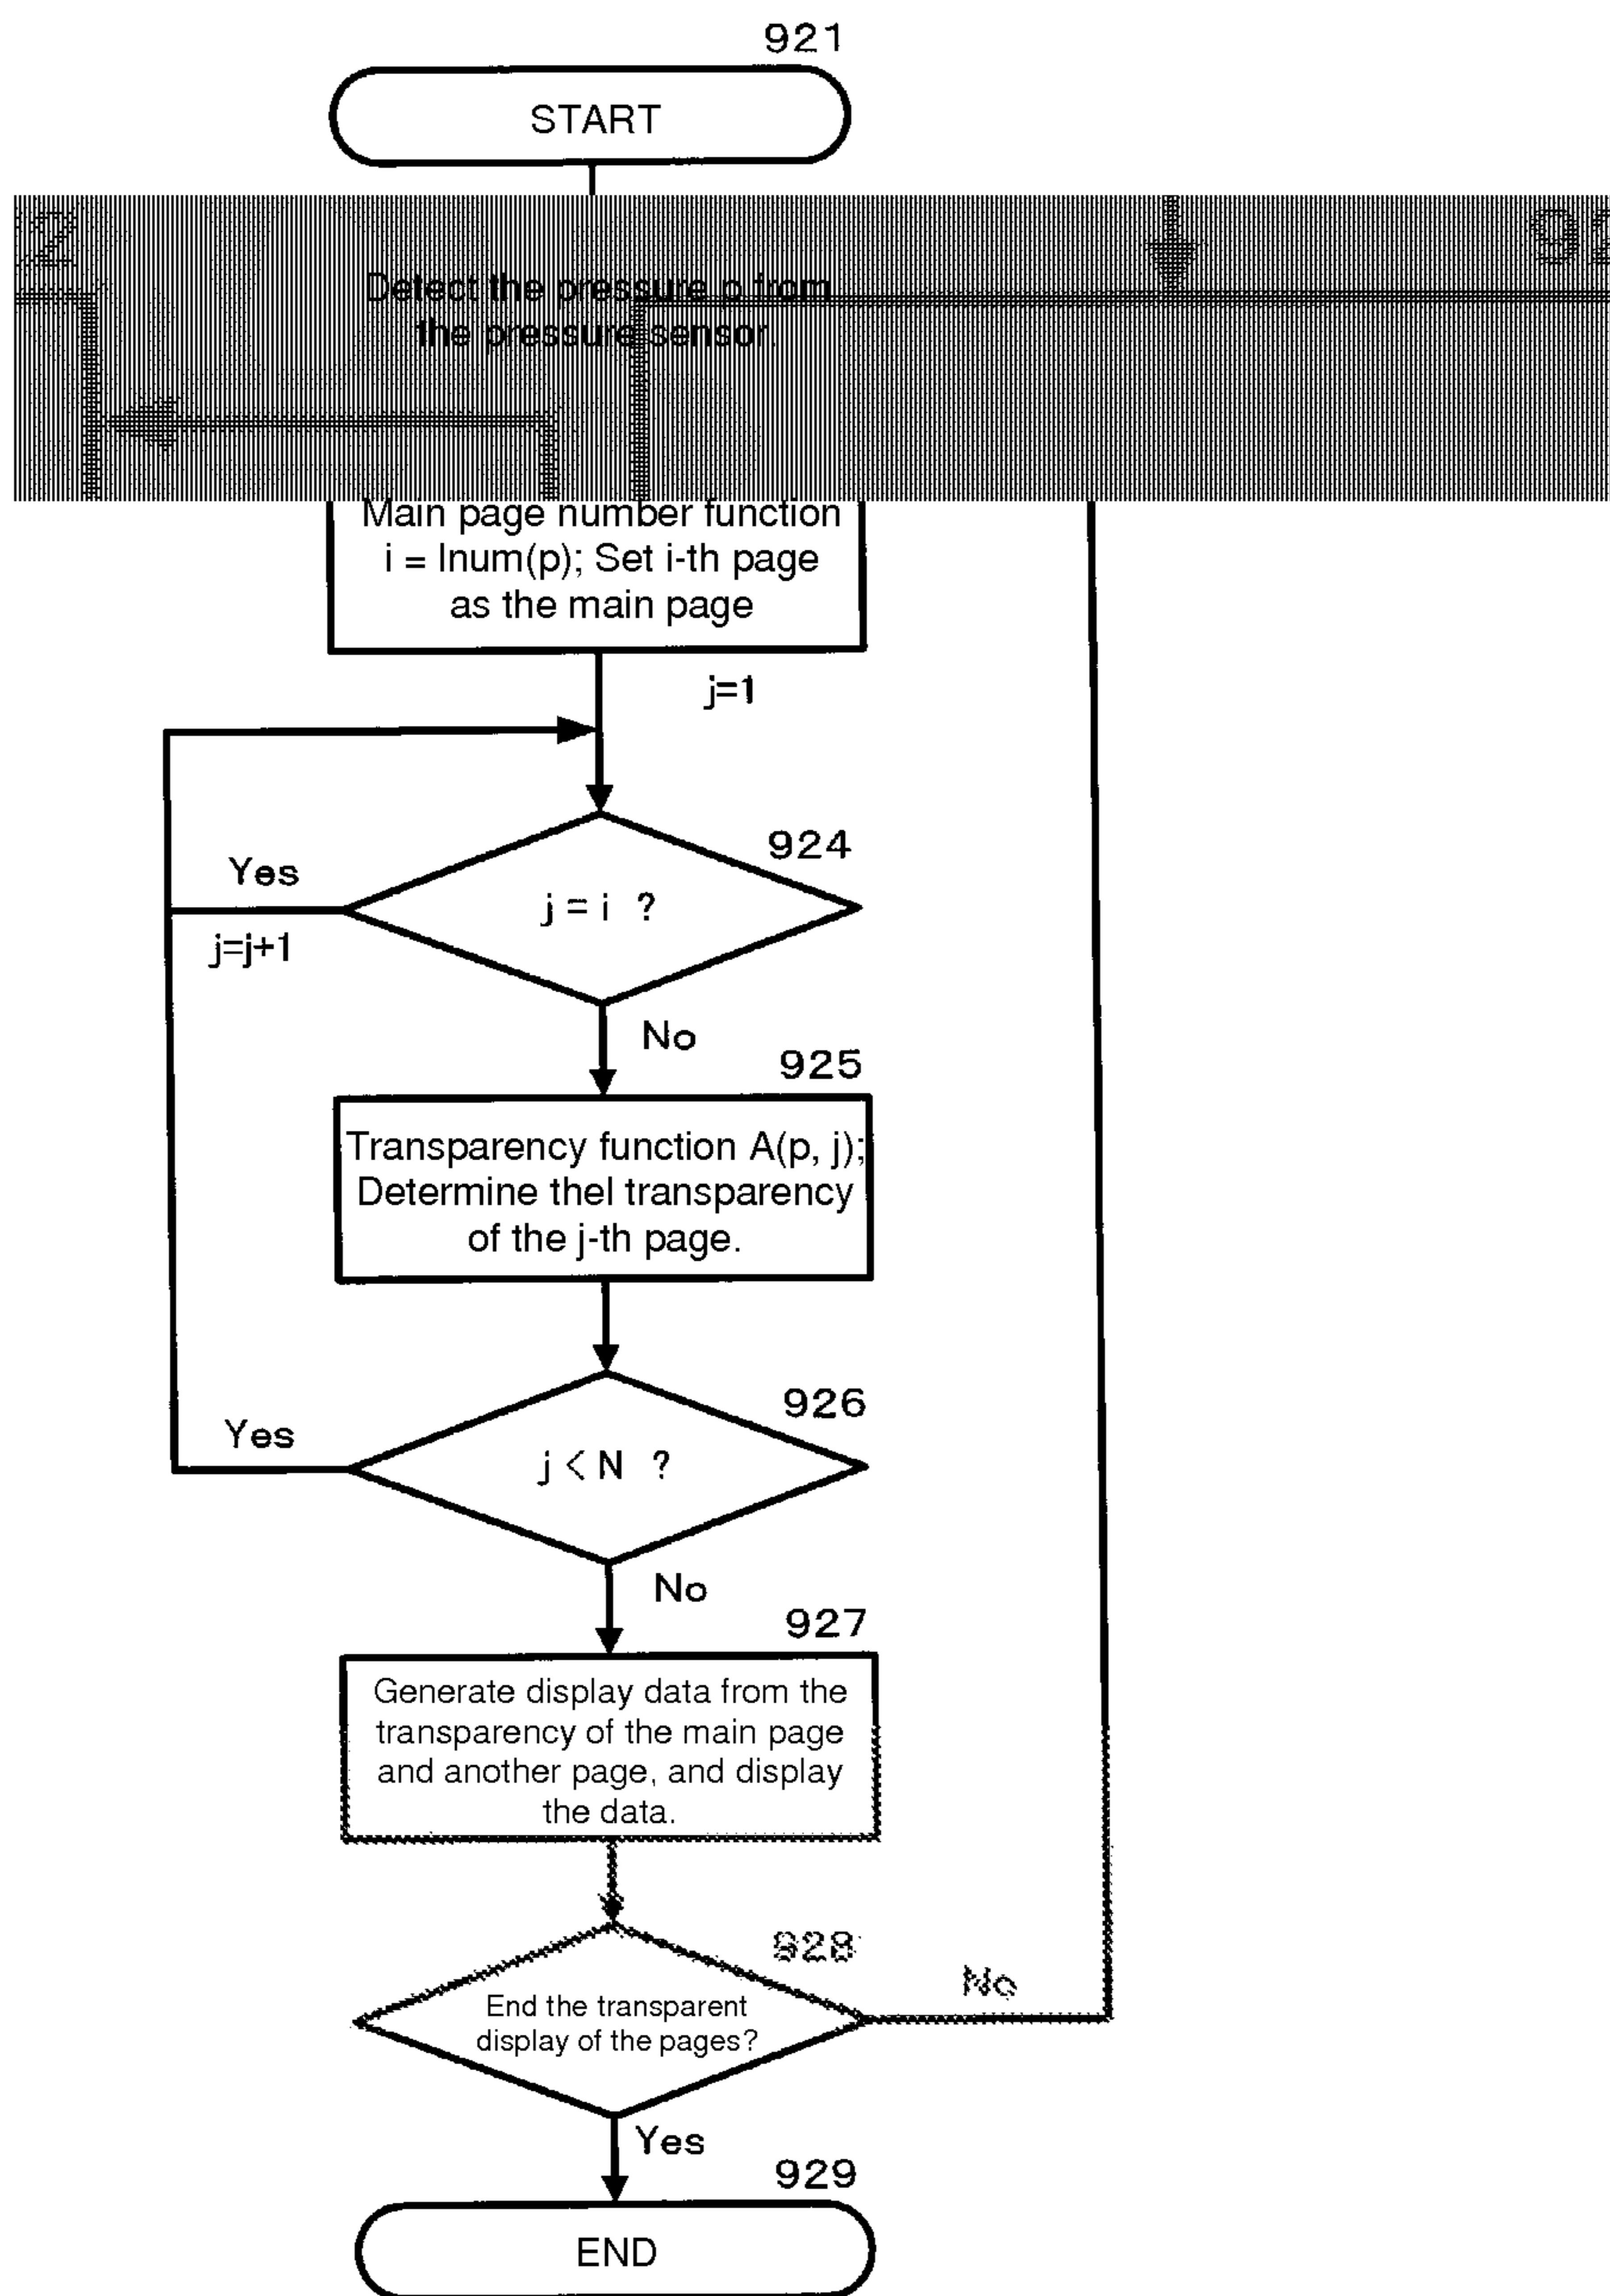 921
START
Detect the pressure p from
the pressure sensor.
Main page number function
i = Inum(p); Set i-th page
as the main page
j=1
924
Yes
j = i ?
j=j+1
No
925
Transparency function A(p, j);
Determine thel transparency
of the j-th page.
926
Yes
j < N ?
No
927
Generate display data from the
transparency of the main page
and another page, and display
the data.
928
No
End the transparent
display of the pages?
Yes
929
END